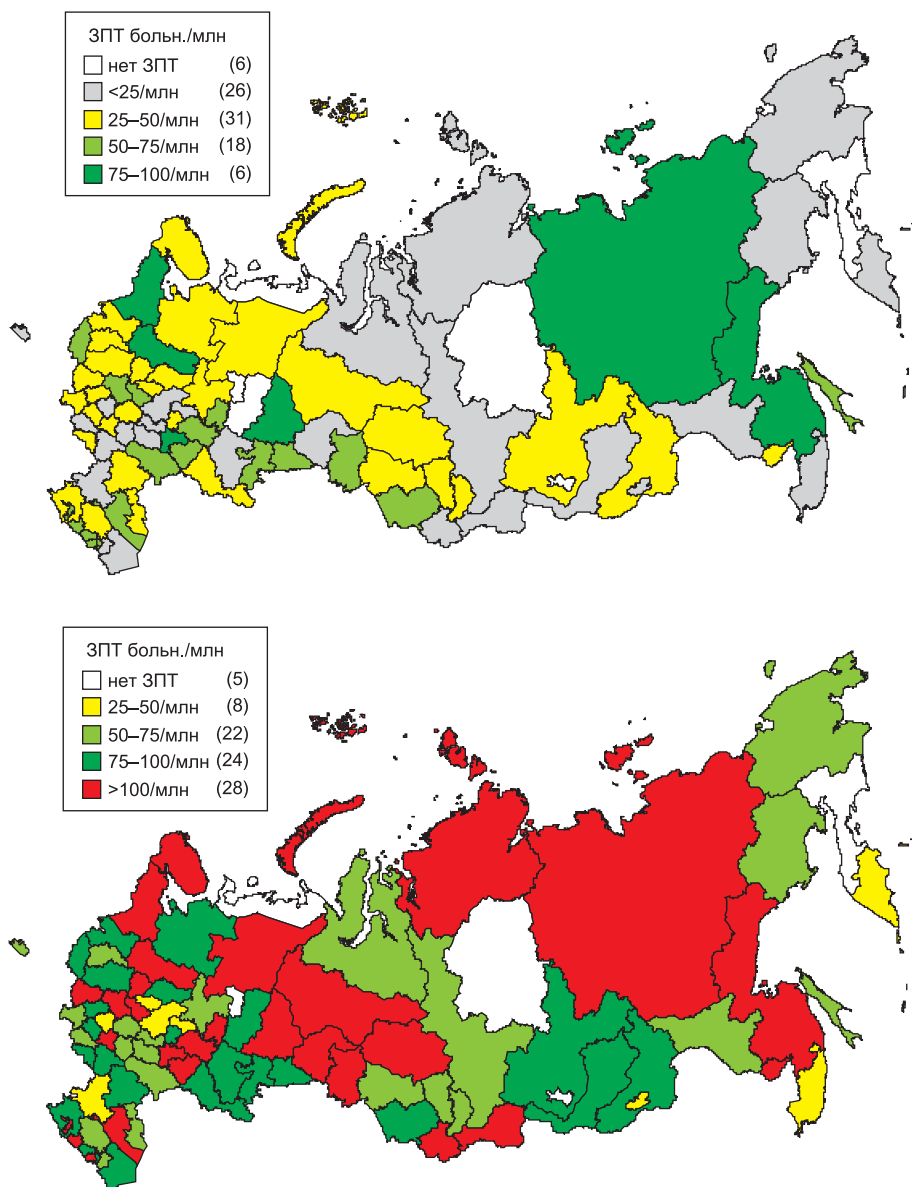 ЗПТ больн./млн
нет ЗПТ (6)
<25/млн (26)
25–50/млн (31)
50–75/млн (18)
75–100/млн (6)
ЗПТ больн./млн
нет ЗПТ (5)
25–50/млн (8)
50–75/млн (22)
75–100/млн (24)
>100/млн (28)